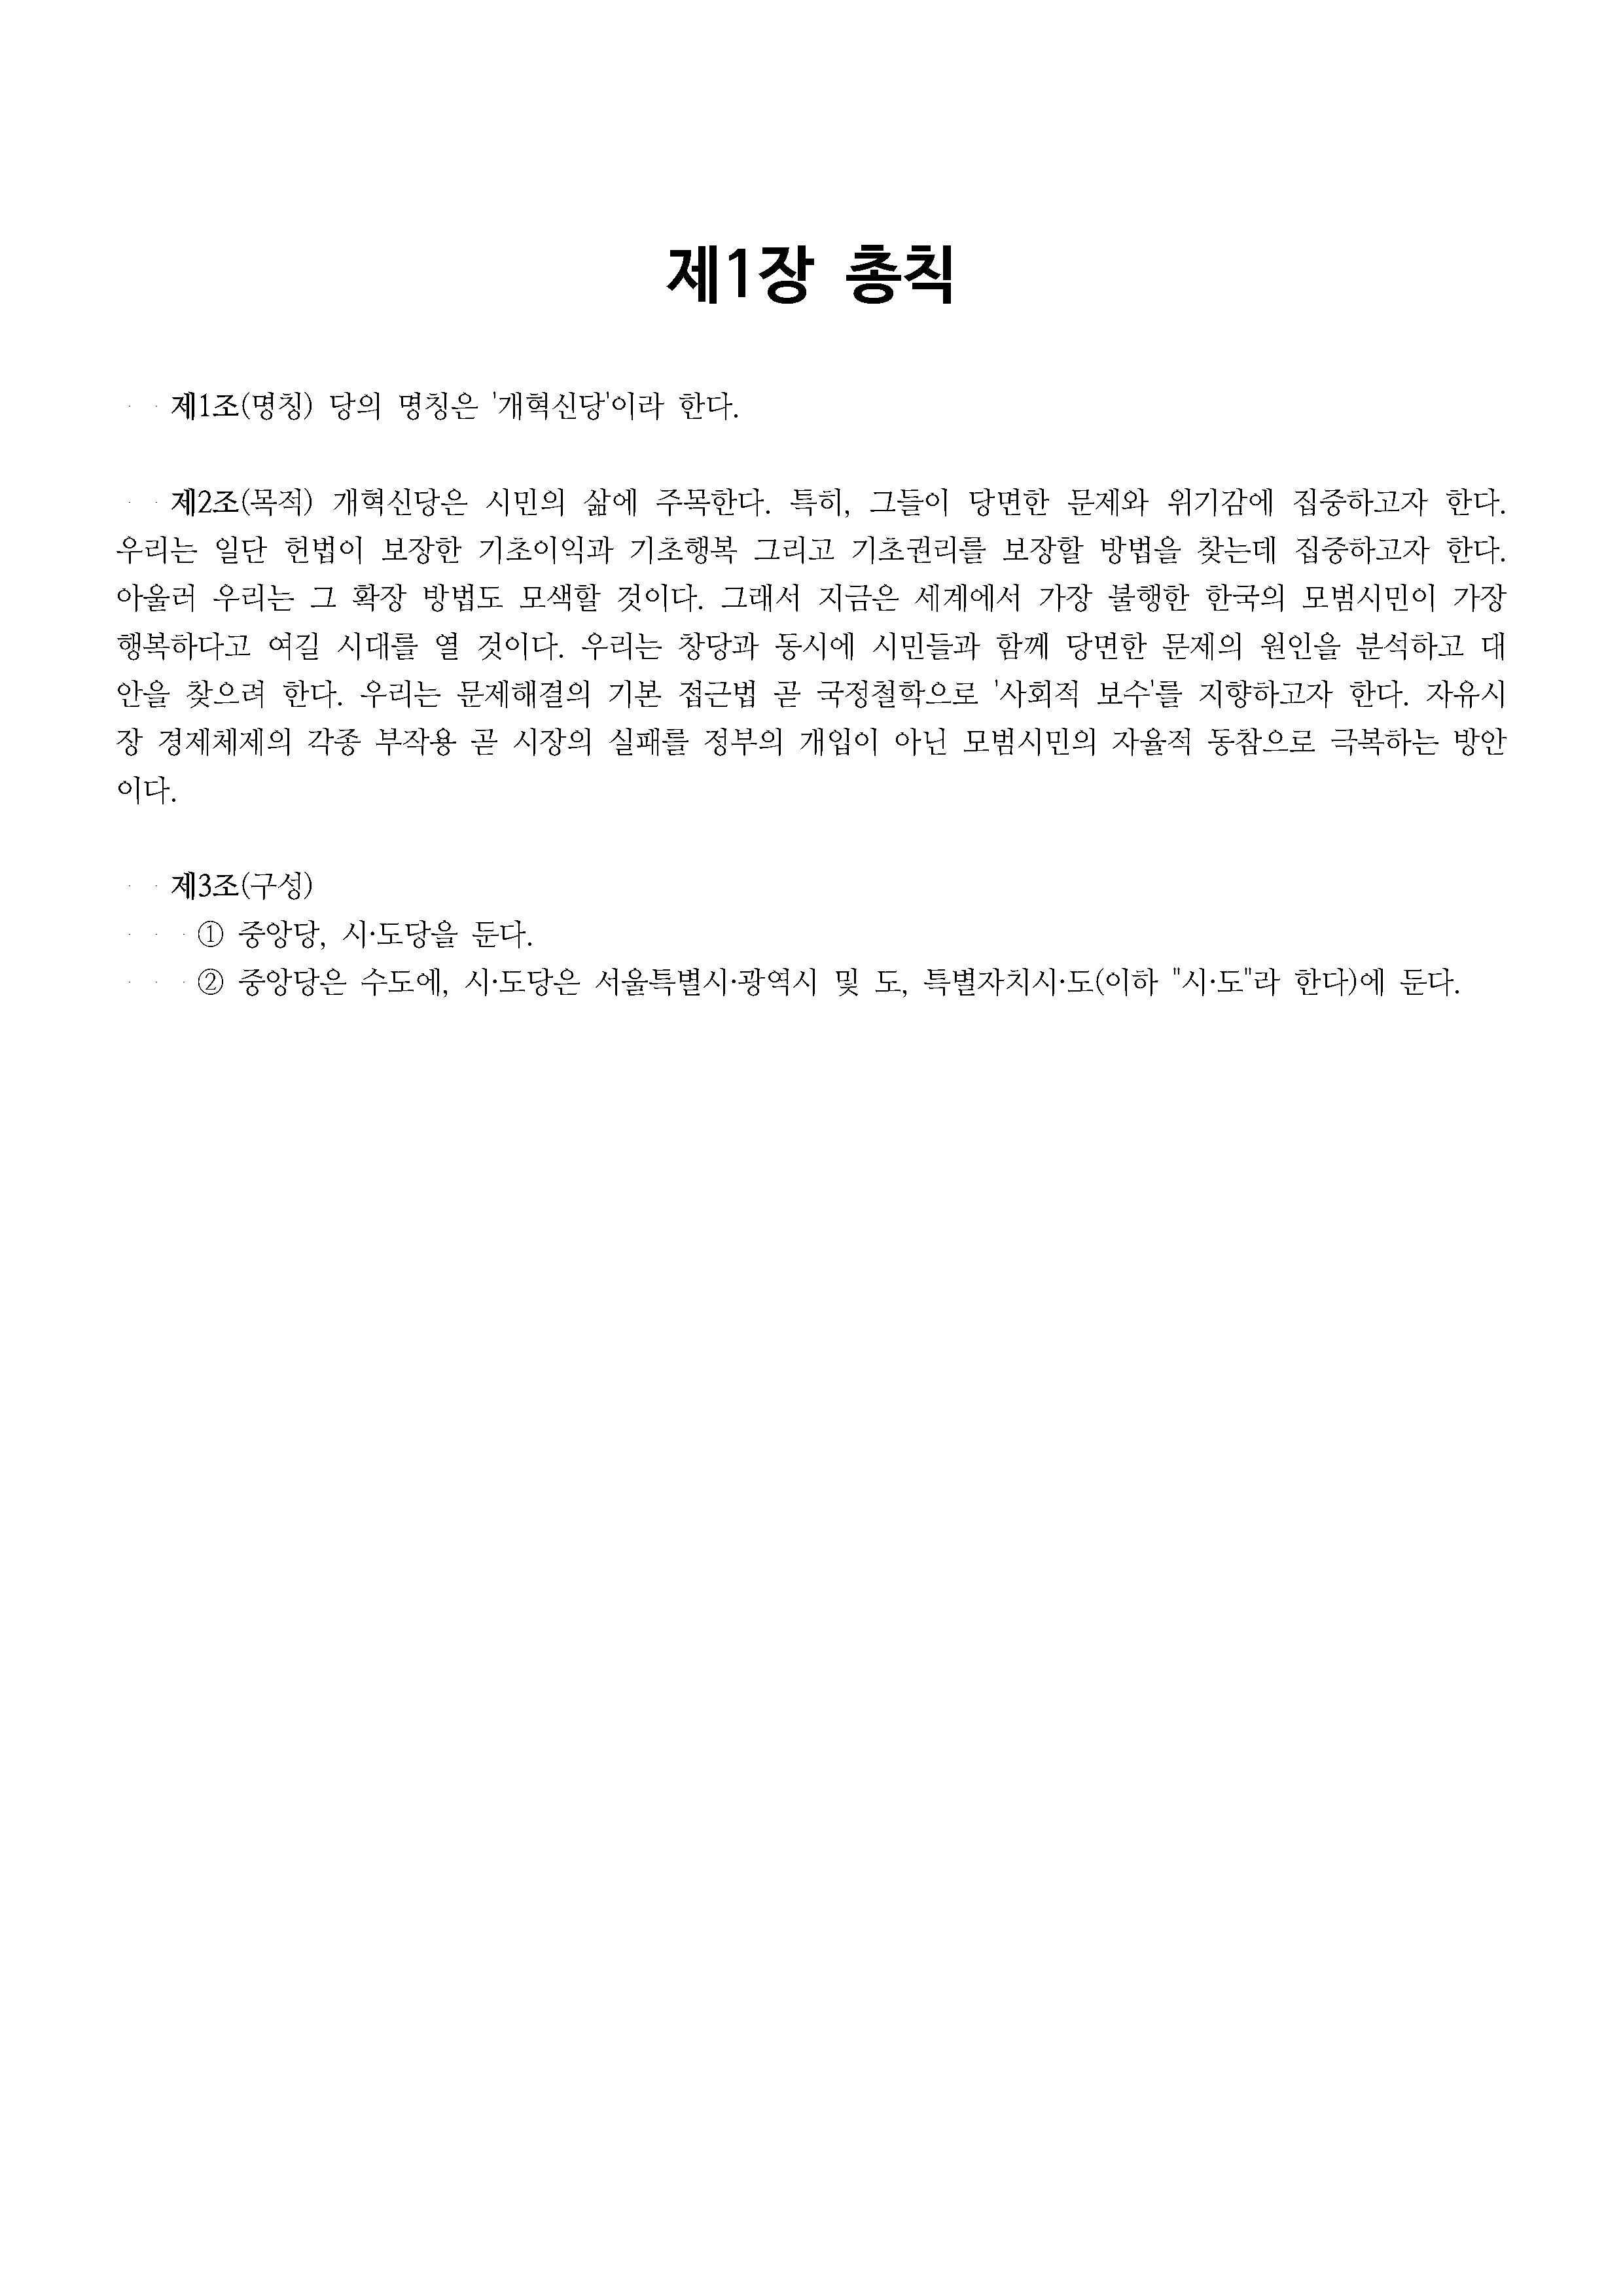 제1장 총칙
제1조(명칭) 당의 명칭은 '개혁신당'이라 한다.
제2조(목적) 개혁신당은 시민의 삶에 주목한다. 특히, 그들이 당면한 문제와 위기감에 집중하고자 한다.
우리는 일단 헌법이 보장한 기초이익과 기초행복 그리고 기초권리를 보장할 방법을 찾는데 집중하고자 한다.
아울러 우리는 그 확장 방법도 모색할 것이다. 그래서 지금은 세계에서 가장 불행한 한국의 모범시민이 가장
행복하다고 여길 시대를 열 것이다. 우리는 창당과 동시에 시민들과 함께 당면한 문제의 원인을 분석하고 대
안을 찾으려 한다. 우리는 문제해결의 기본 접근법 곧 국정철학으로 '사회적 보수'를 지향하고자 한다. 자유시
장 경제체제의 각종 부작용 곧 시장의 실패를 정부의 개입이 아닌 모범시민의 자율적 동참으로 극복하는 방안
이다.
제3조(구성)
① 중앙당, 시·도당을 둔다.
② 중앙당은 수도에, 시·도당은 서울특별시·광역시 및 도, 특별자치시·도(이하 "시·도"라 한다)에 둔다.